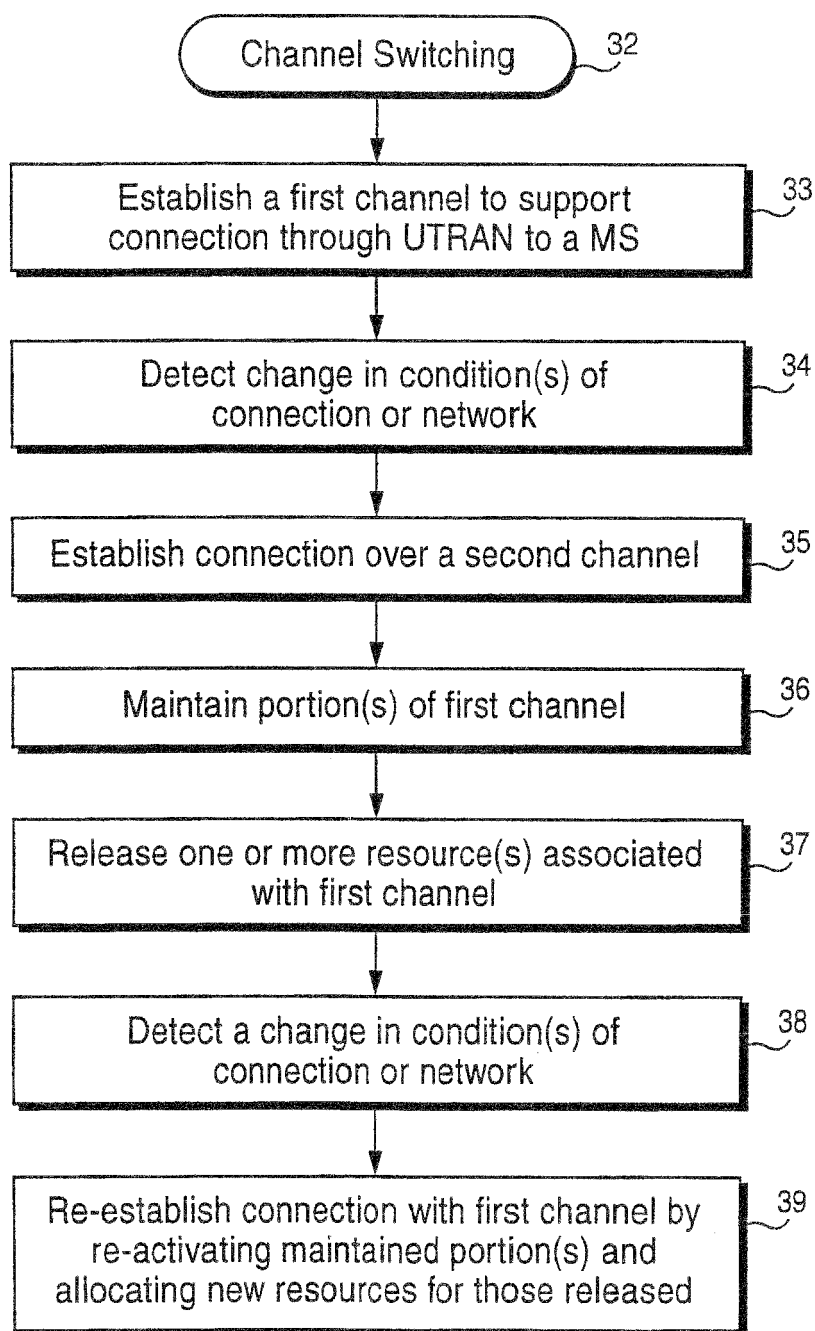 Channel Switching
32
Establish a first channel to support
connection through UTRAN to a MS
33
Detect change in condition(s) of
connection or network
34
Establish connection over a second channel
35
Maintain portion(s) of first channel
36
Release one or more resource(s) associated
with first channel
37
Detect a change in condition(s) of
connection or network
38
Re-establish connection with first channel by
re-activating maintained portion(s) and
allocating new resources for those released
39